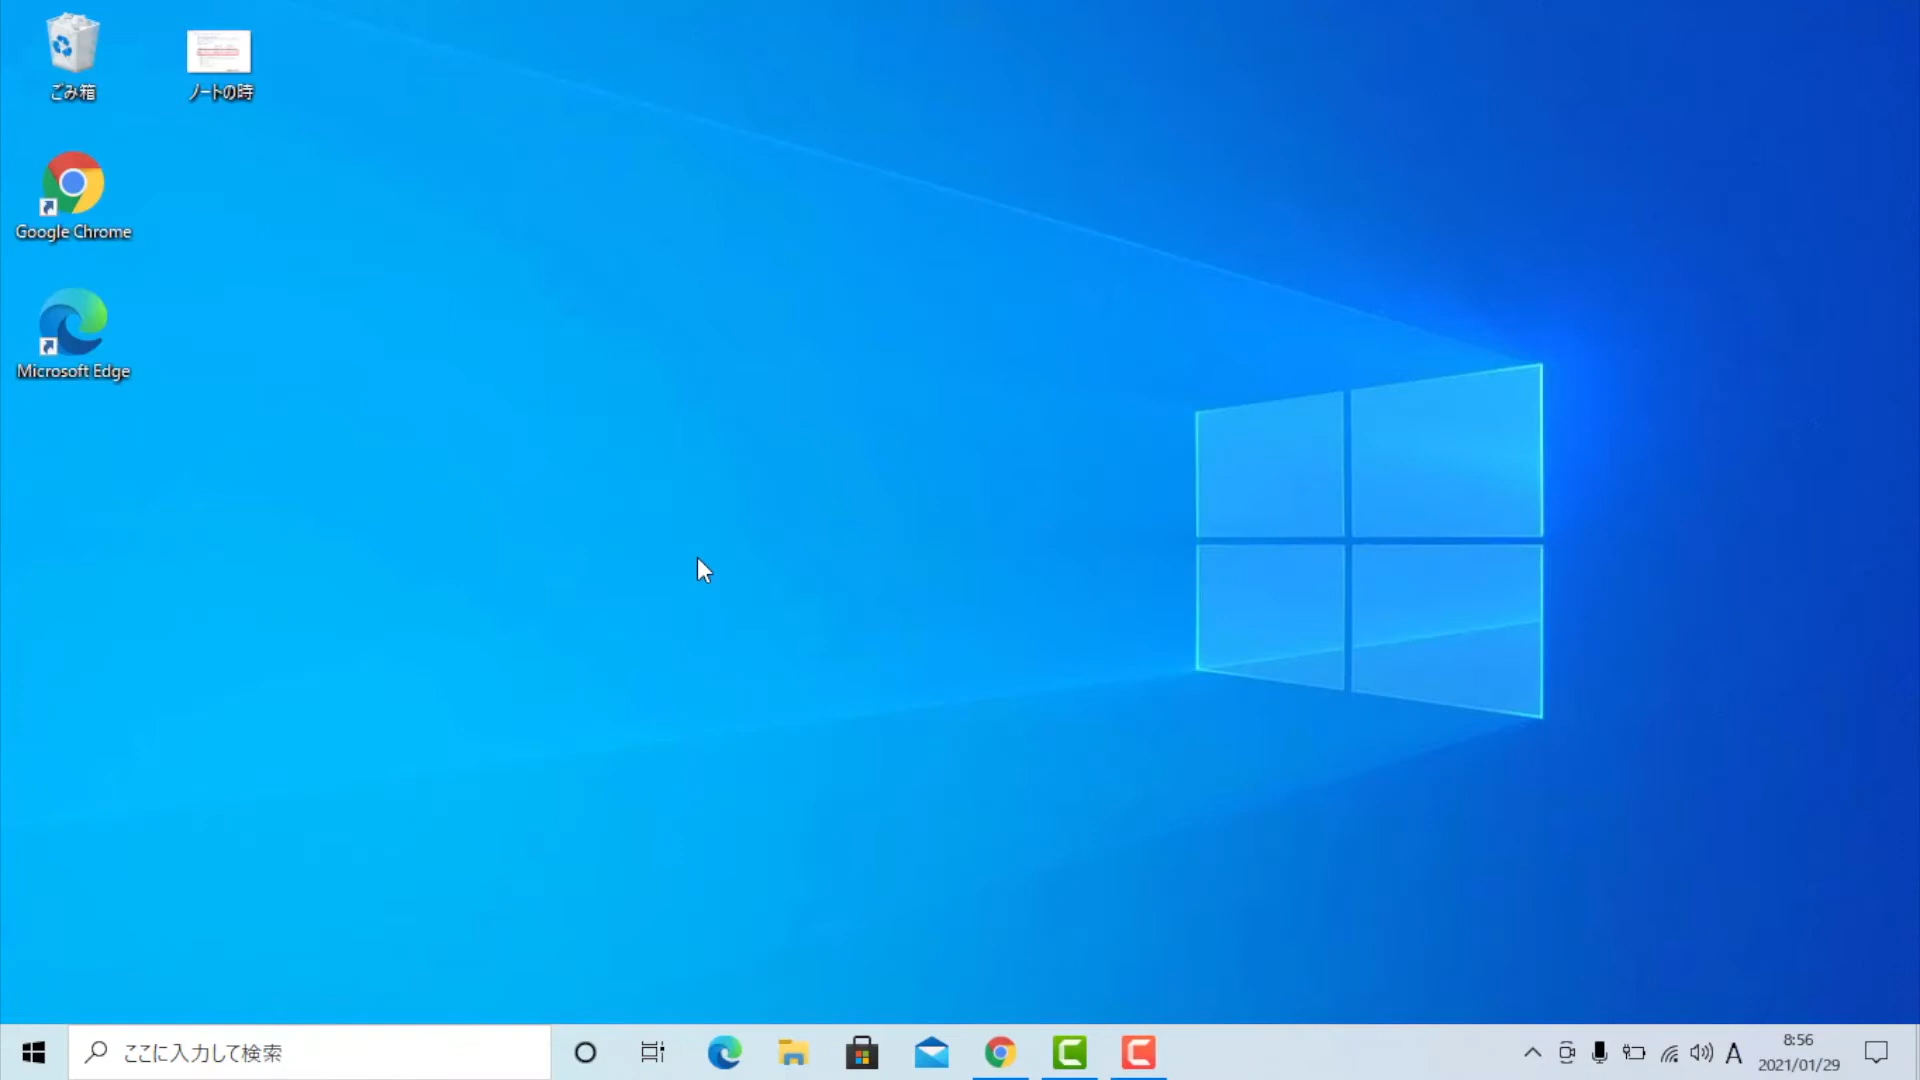 ごみ箱
ノートの時
Google Chrome
Microsoft Edge
ここに入力して検索
A
8:56
2021/01/29